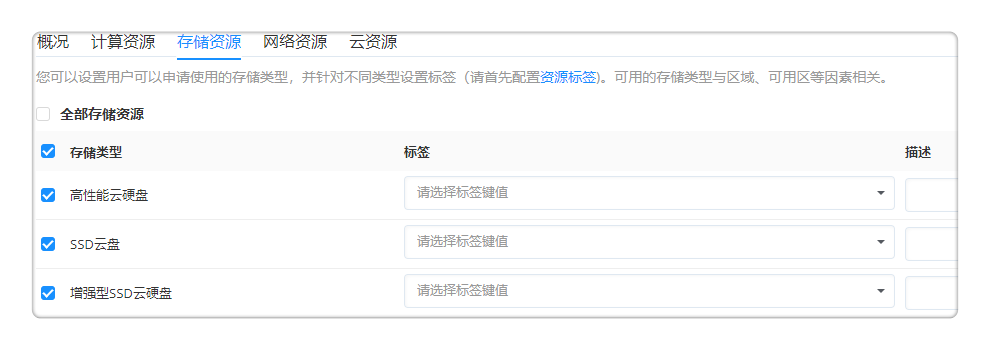 概况 计算资源 存储资源 网络资源 云资源
您可以设置用户可以申请使用的存储类型，并针对不同类型设置标签（请首先配置资源标签)。可用的存储类型与区域、可用区等因素相关。
全部存储资源
存储类型 标签 描述
高性能云硬盘 请选择标签键值
SSD云盘 请选择标签键值
增强型SSD云硬盘 请选择标签键值